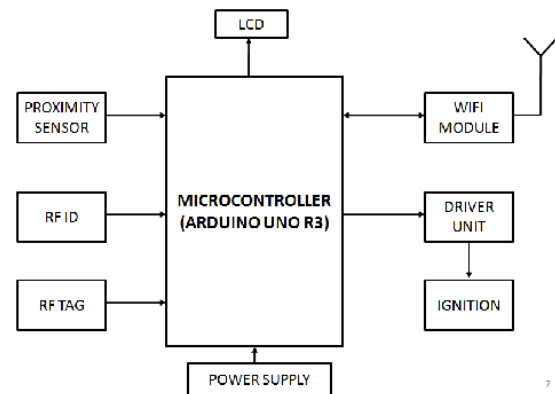 LCD
PROXIMITY
SENSOR
WIFI
MODULE
RF ID
MICROCONTROLLER
(ARDUINO UNO R3)
DRIVER
UNIT
RF TAG
IGNITION
POWER SUPPLY
7